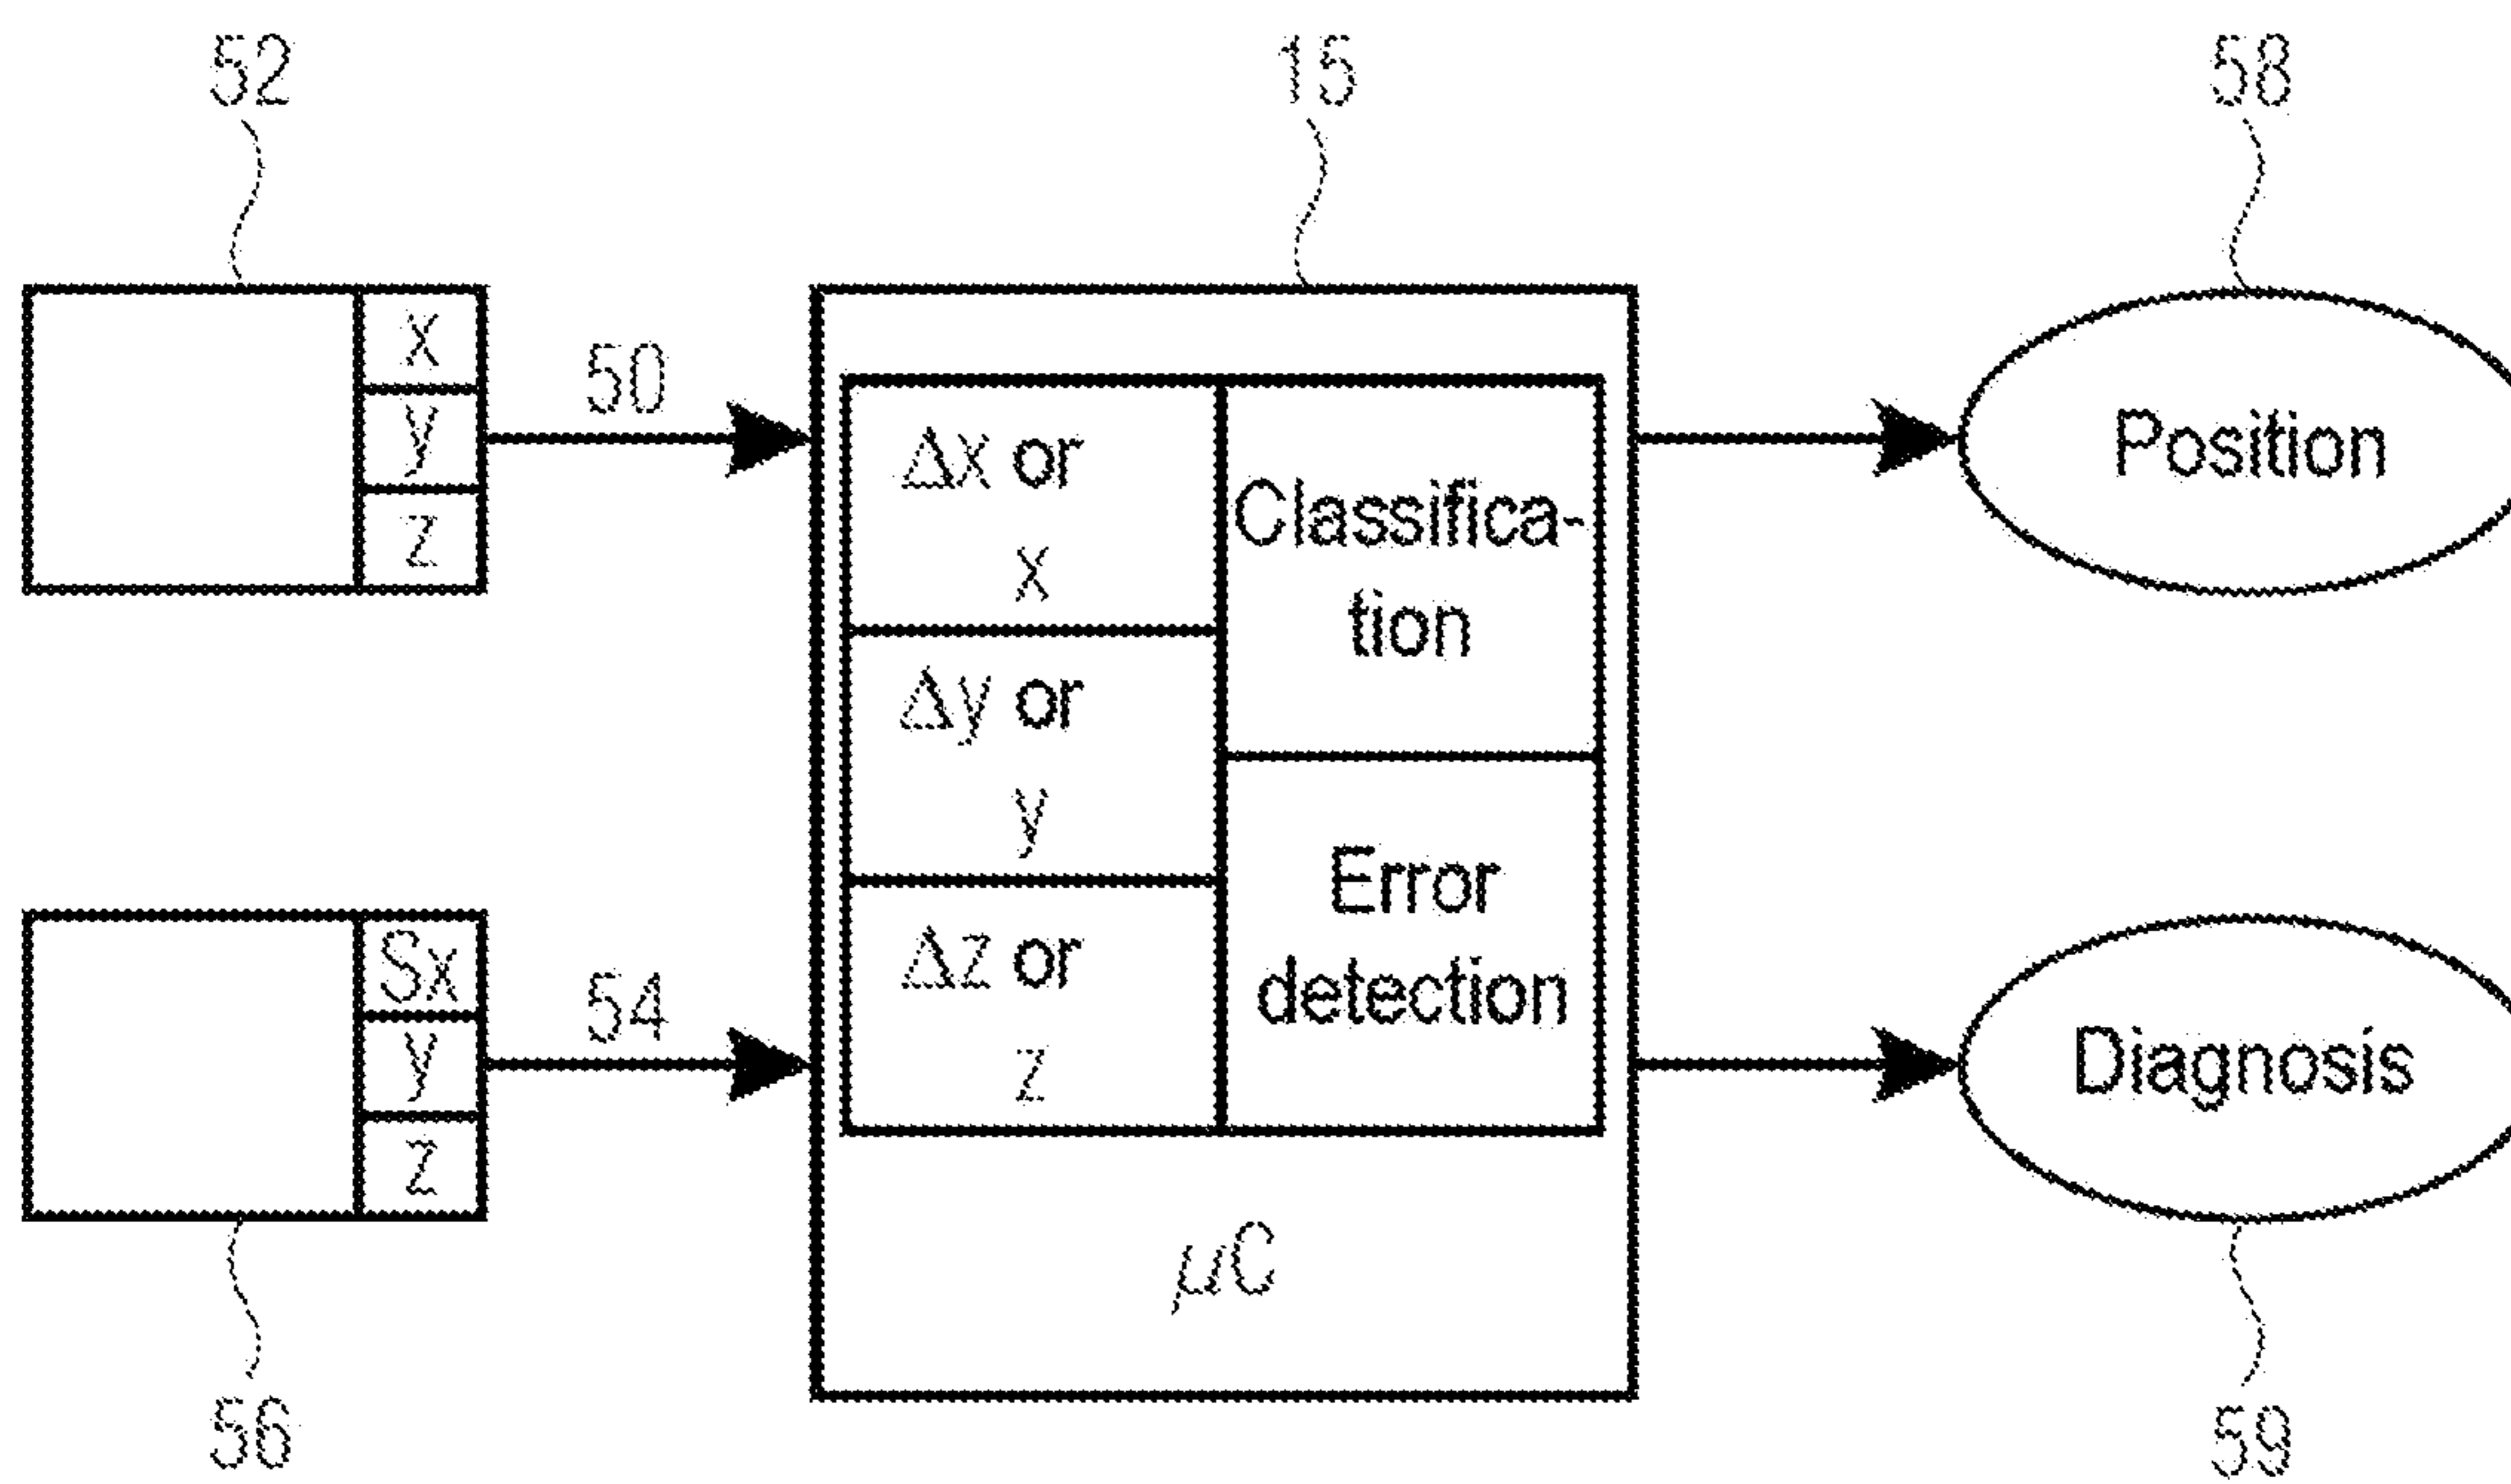 52
15
58
x
y
z
50
Δx or
x
Δy or
y
Δz or
z
Classifica-
tion
Error
detection
μC
Position
Sx
y
z
54
Diagnosis
56
59